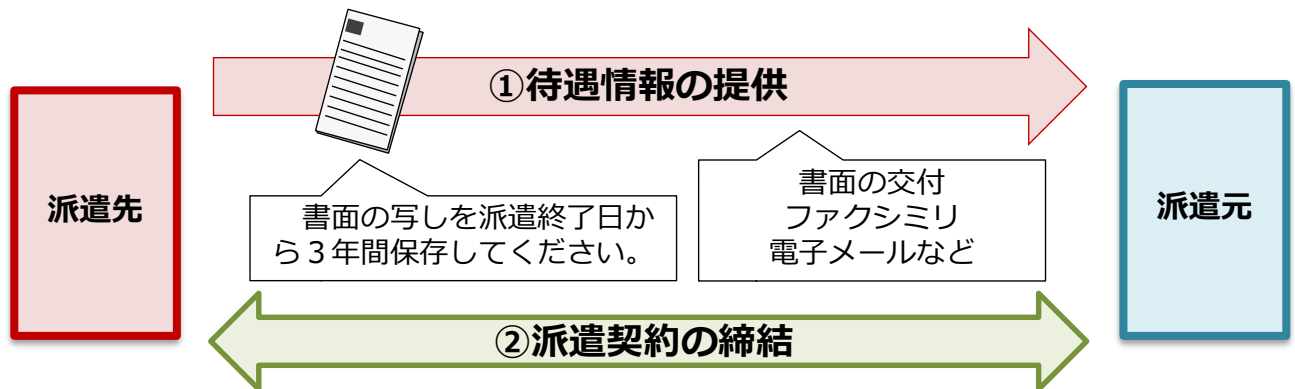 ①待遇情報の提供
派遣先
書面の写しを派遣終了日か
ら３年間保存してください。
書面の交付
ファクシミリ
電子メールなど
派遣元
②派遣契約の締結